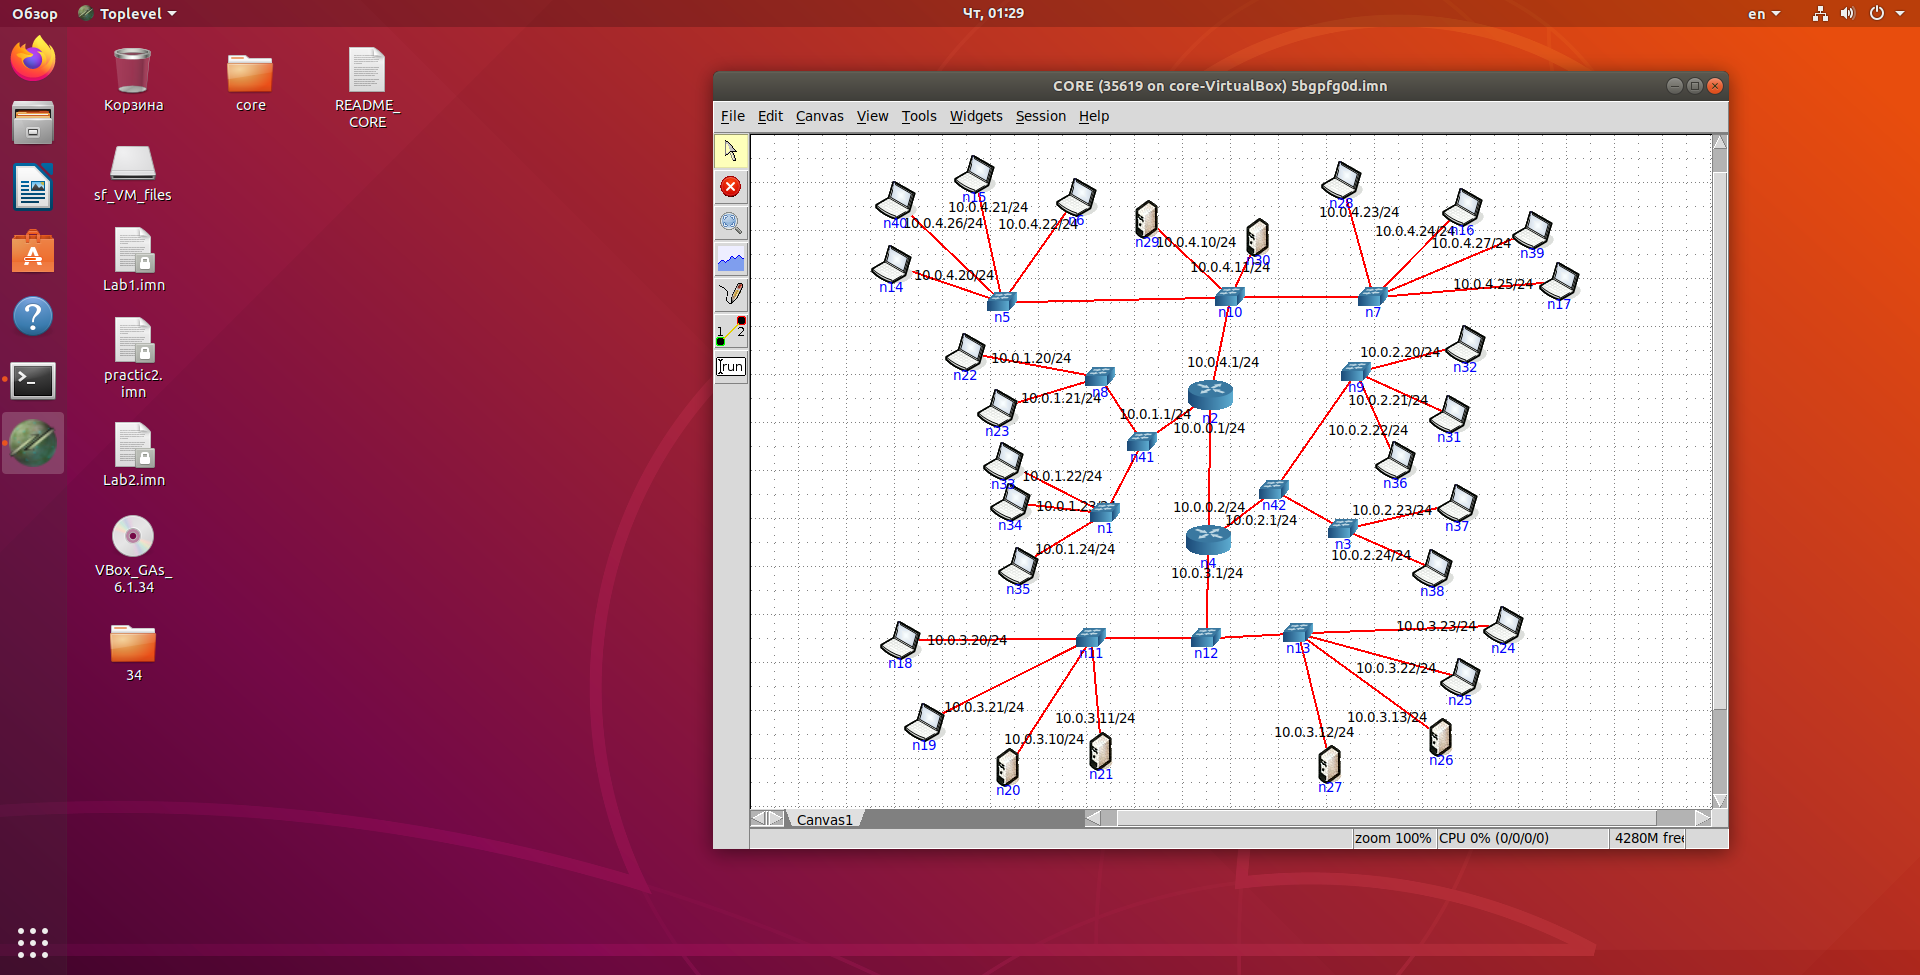 Обзор
Toplevel
Чт, 01:29
en
Корзина
core
README_
CORE
sf_VM_files
Lab1.imn
practic2.
imn
Lab2.imn
VBox_GAs_
6.1.34
34
CORE (35619 on core-VirtualBox) 5bgpfg0d.imn
File Edit Canvas View Tools Widgets Session Help
1 2
run
n15
10.0.4.21/24
n40
10.0.4.26/24
n6
10.0.4.22/24
n14
10.0.4.20/24
n5
n29
10.0.4.10/24
n30
10.0.4.11/24
n10
n28
10.0.4.23/24
n16
10.0.4.24/24
n39
10.0.4.27/24
n17
10.0.4.25/24
n7
10.0.4.1/24
n22
10.0.1.20/24
n8
n23
10.0.1.21/24
10.0.1.1/24
n2
10.0.0.1/24
n41
n33
10.0.1.22/24
n34
n1
10.0.1.24/24
n35
10.0.2.20/24
n32
n9
10.0.2.21/24
n31
10.0.2.22/24
n36
n42
10.0.0.2/24
10.0.2.1/24
n4
10.0.3.1/24
10.0.2.23/24
n37
n3
10.0.2.24/24
n38
10.0.3.20/24
n18
n11
n12
n13
10.0.3.23/24
n24
10.0.3.22/24
n25
10.0.3.21/24
n19
10.0.3.11/24
n21
10.0.3.10/24
n20
10.0.3.13/24
n26
10.0.3.12/24
n27
Canvas1
zoom 100%
CPU 0% (0/0/0/0)
4280M free